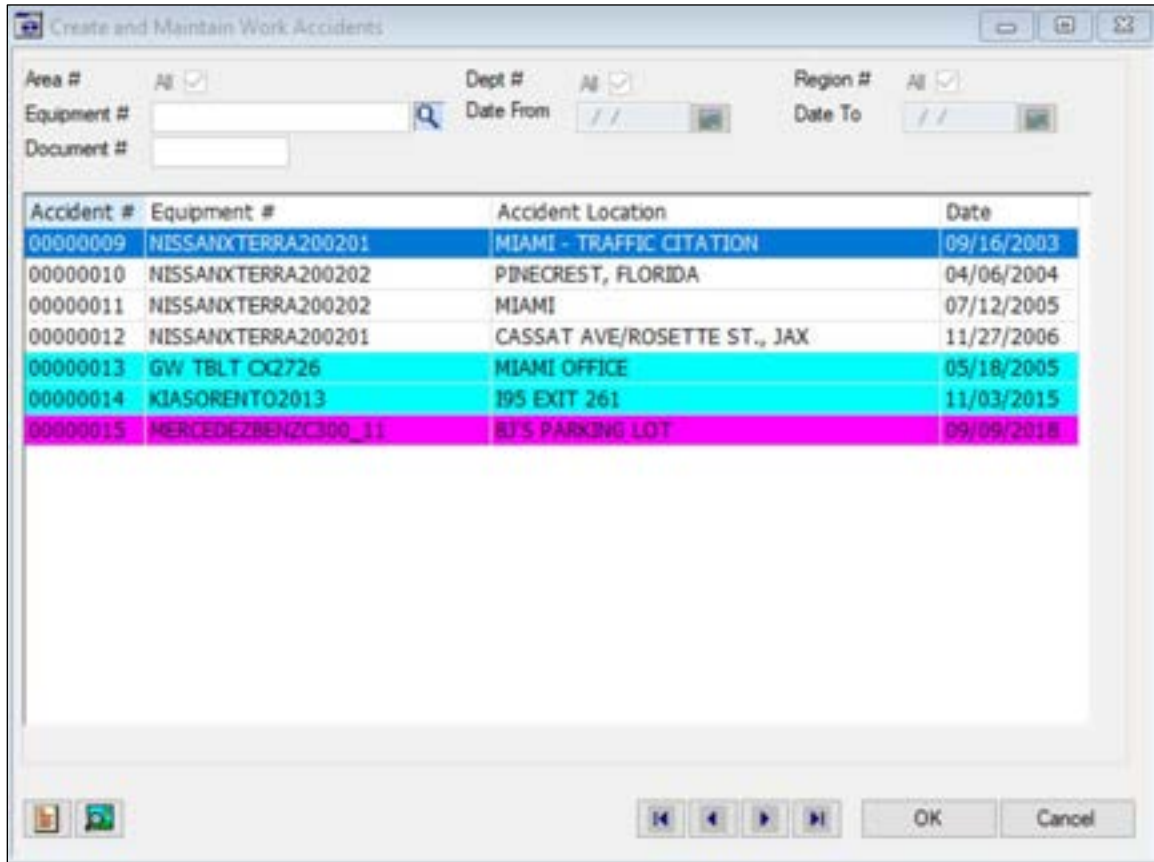 Create and Maintain Work Accidents
Area # All Dept # All Region # All
Equipment # Date From / / Date To / /
Document #
Accident # Equipment # Accident Location Date
00000009 NISSANXTERRA200201 MIAMI - TRAFFIC CITATION 09/16/2003
00000010 NISSANXTERRA200202 PINECREST, FLORIDA 04/06/2004
00000011 NISSANXTERRA200202 MIAMI 07/12/2005
00000012 NISSANXTERRA200201 CASSAT AVE/ROSETTE ST., JAX 11/27/2006
00000013 GW TBLT CX2726 MIAMI OFFICE 05/18/2005
00000014 KIASORENTO2013 I95 EXIT 261 11/03/2015
00000015 MERCEDEZBENZC300_11 BJ'S PARKING LOT 09/09/2018
OK Cancel